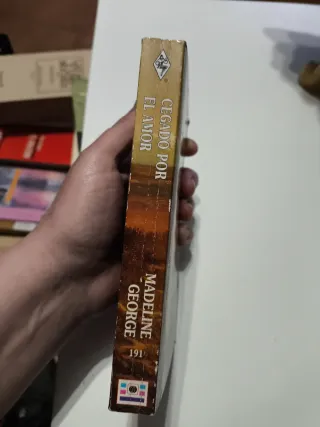 CEGADO POR
EL AMOR
MADELINE
GEORGE
191